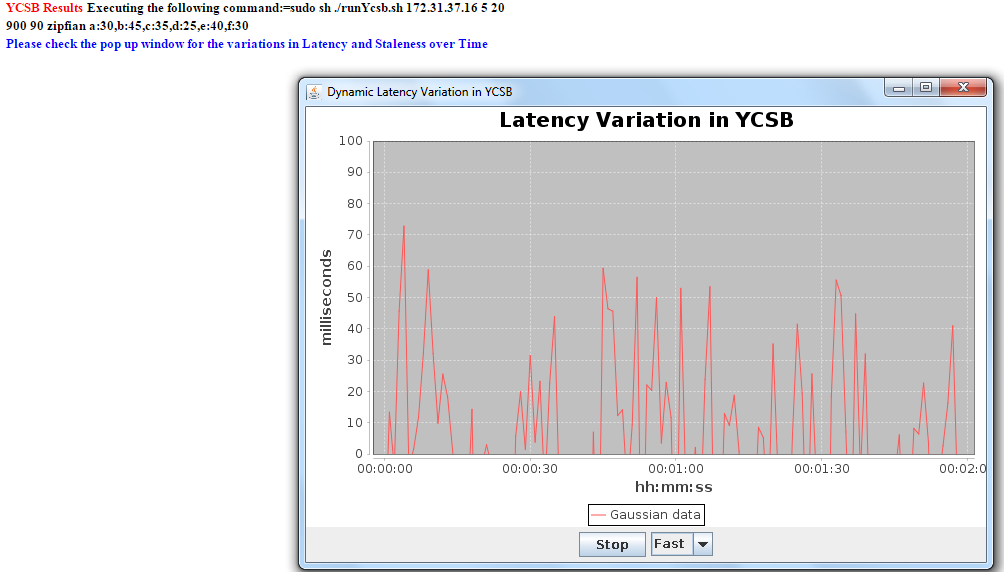 YCSB Results Executing the following command:=sudo sh ./runYcsb.sh 172.31.37.16 5 20
900 90 zipfian a:30,b:45,c:35,d:25,e:40,f:30
Please check the pop up window for the variations in Latency and Staleness over Time
Dynamic Latency Variation in YCSB
Latency Variation in YCSB
100
90
80
70
60
50
40
30
20
10
0
milliseconds
00:00:00 00:00:30 00:01:00 00:01:30 00:02:0
hh:mm:ss
Gaussian data
Stop Fast